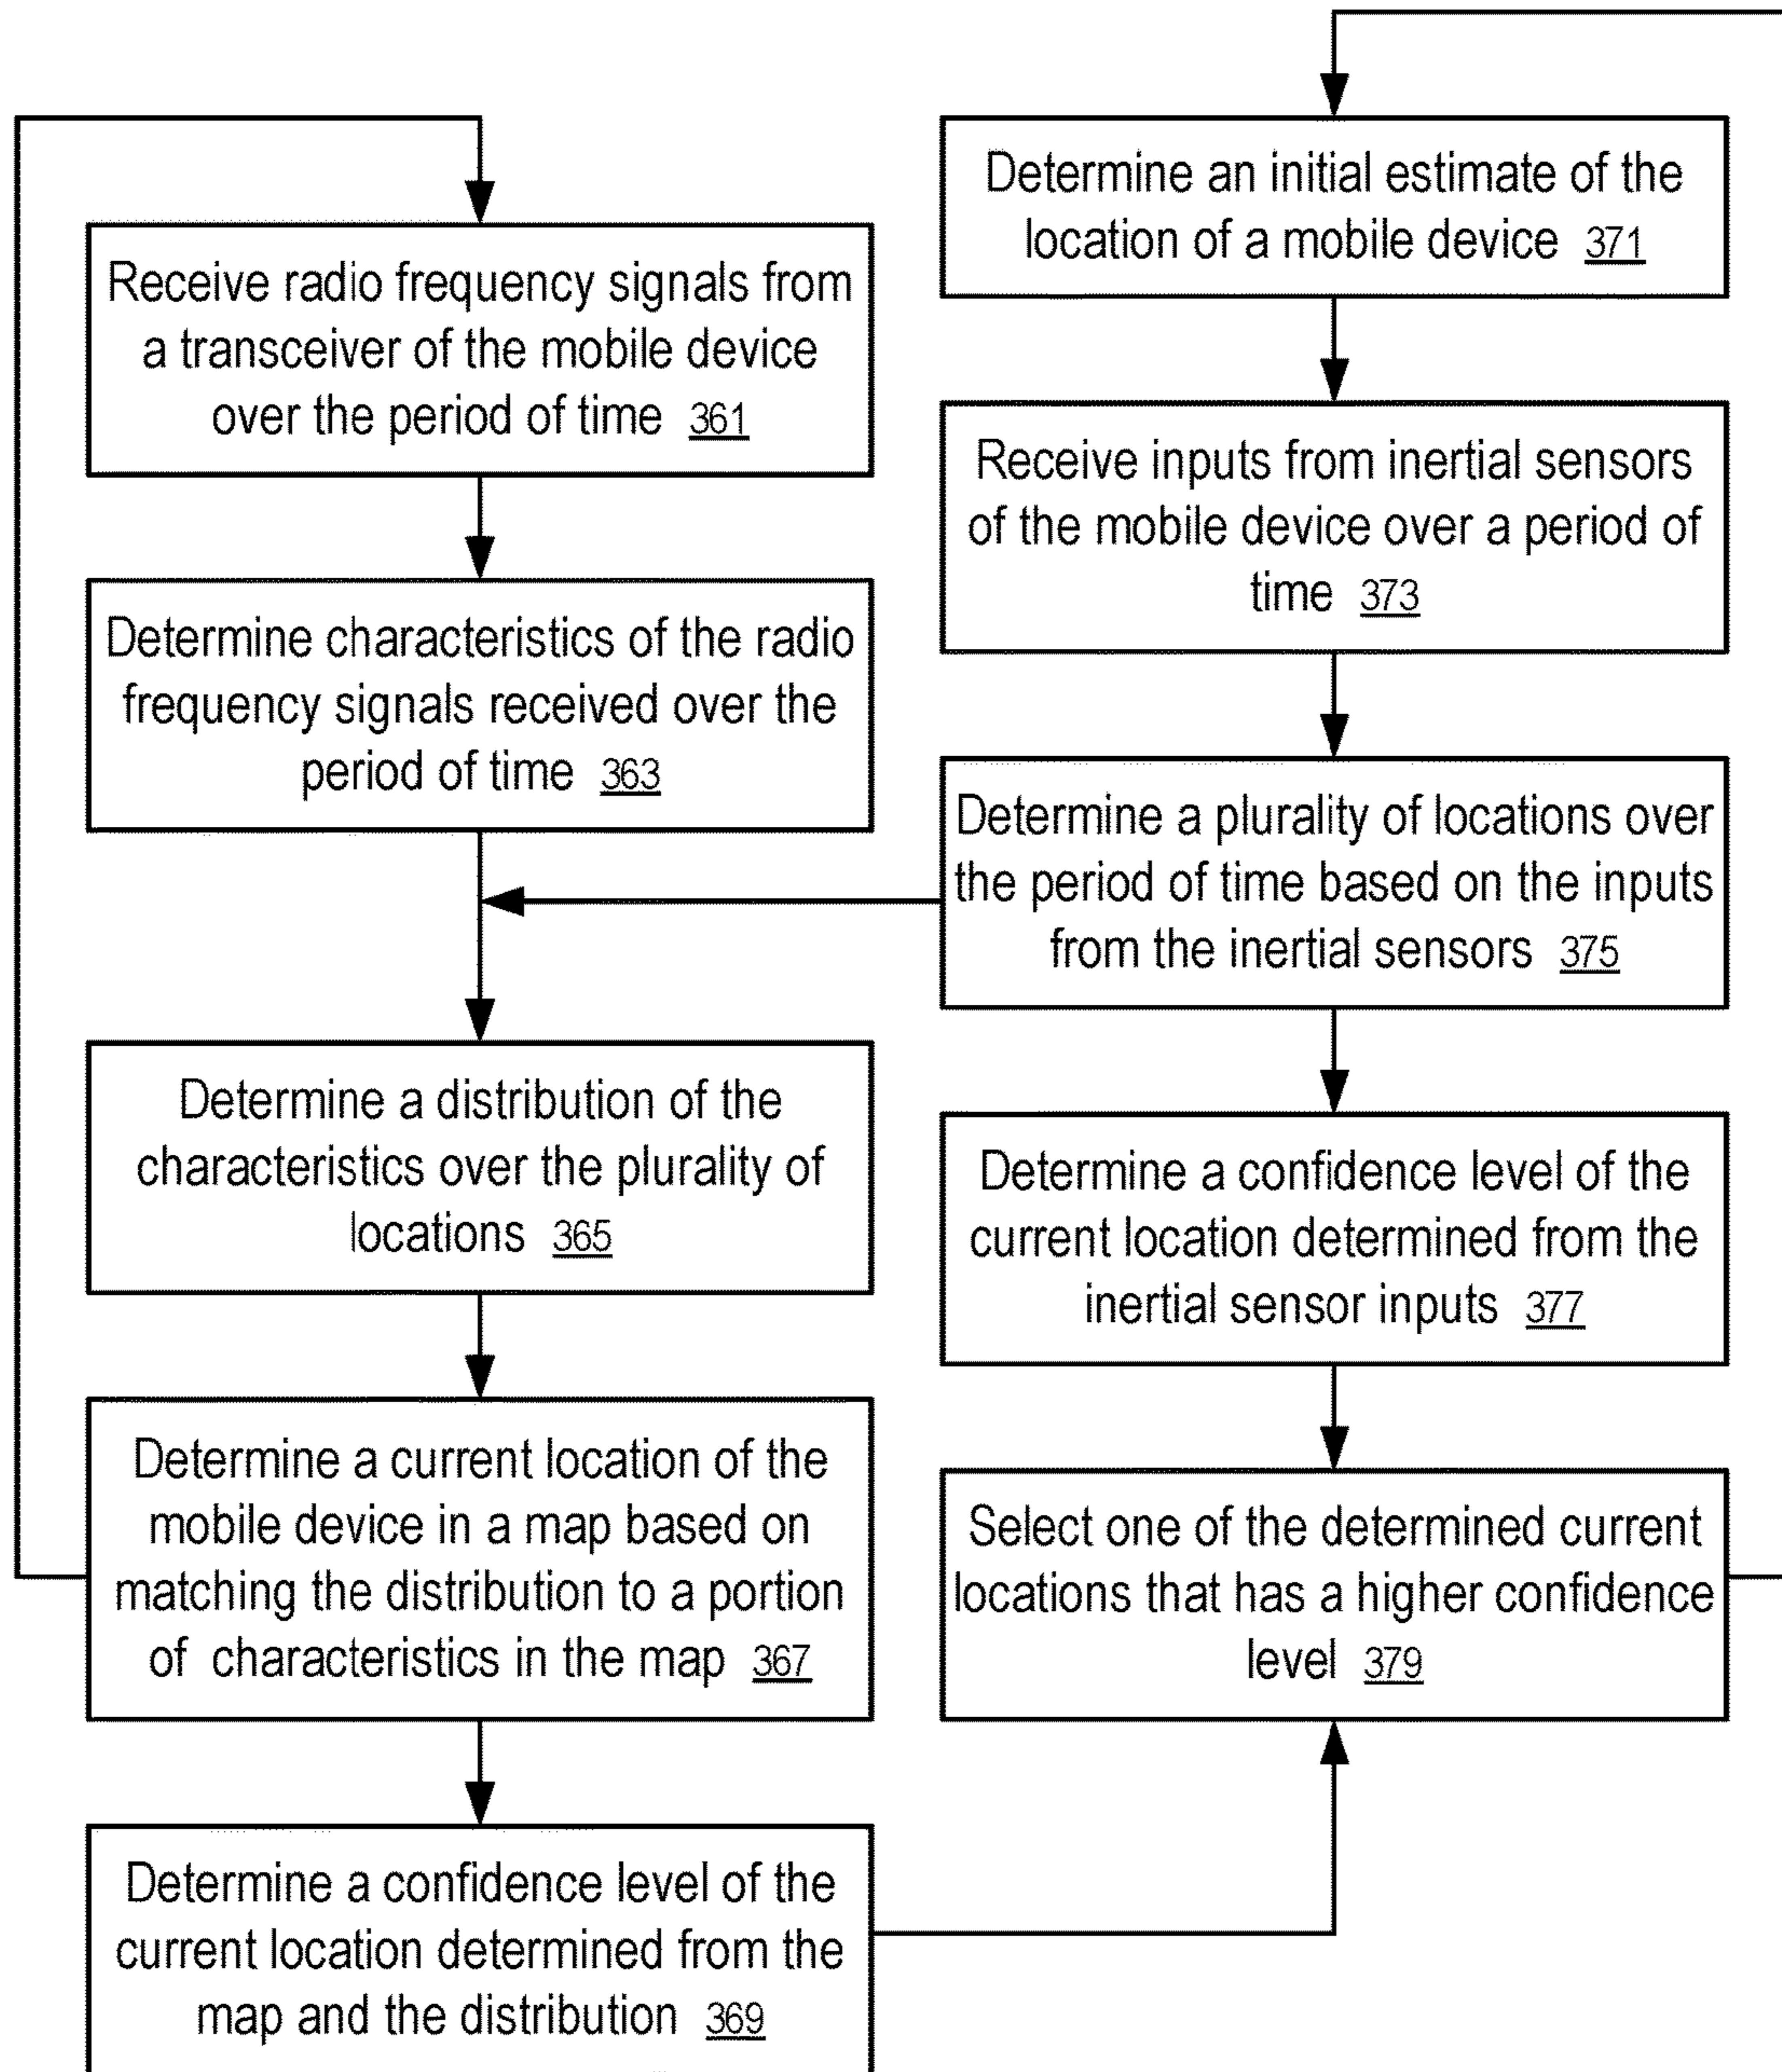 Receive radio frequency signals from
a transceiver of the mobile device
over the period of time 361
Determine characteristics of the radio
frequency signals received over the
period of time 363
Determine a distribution of the
characteristics over the plurality of
locations 365
Determine a current location of the
mobile device in a map based on
matching the distribution to a portion
of characteristics in the map 367
Determine a confidence level of the
current location determined from the
map and the distribution 369
Determine an initial estimate of the
location of a mobile device 371
Receive inputs from inertial sensors
of the mobile device over a period of
time 373
Determine a plurality of locations over
the period of time based on the inputs
from the inertial sensors 375
Determine a confidence level of the
current location determined from the
inertial sensor inputs 377
Select one of the determined current
locations that has a higher confidence
level 379